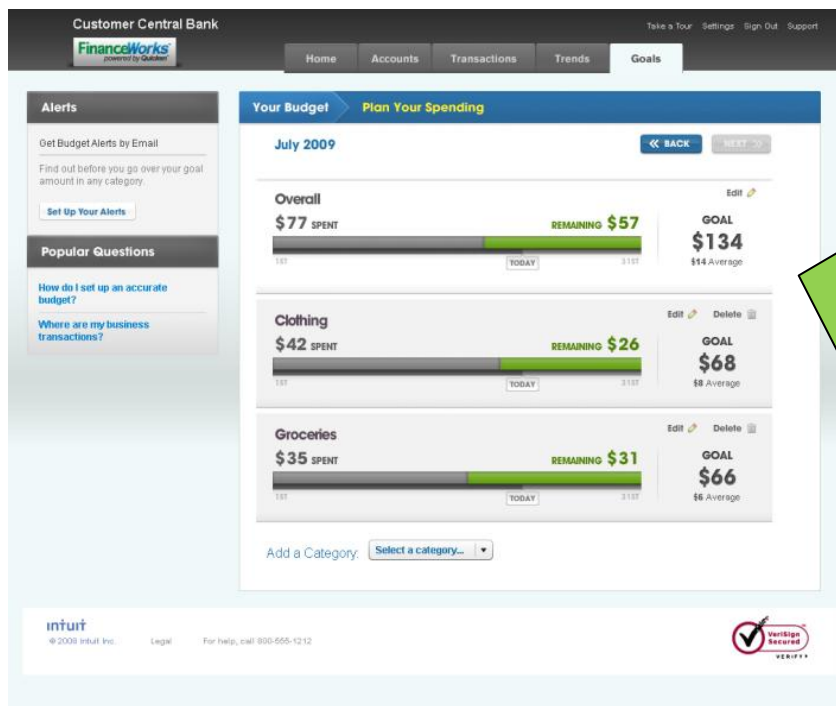 Customer Central Bank
Take a Tour Settings Sign Out Support
FinanceWorks
powered by Quicken
Home Accounts Transactions Trends Goals
Alerts
Get Budget Alerts by Email
Find out before you go over your goal
amount in any category.
Set Up Your Alerts
Popular Questions
How do I set up an accurate
budget?
Where are my business
transactions?
Your Budget Plan Your Spending
July 2009
BACK NEXT
Overall
Edit
$77 SPENT REMAINING $57
GOAL
$134
$14 Average
1ST TODAY 31ST
Clothing
Edit Delete
$42 SPENT REMAINING $26
GOAL
$68
$8 Average
1ST TODAY 31ST
Groceries
Edit Delete
$35 SPENT REMAINING $31
GOAL
$66
$6 Average
1ST TODAY 31ST
Add a Category: Select a category...
intuit
Intuit Inc. Legal For help, call 800-555-1212
VeriSign
Secured
VERIFY